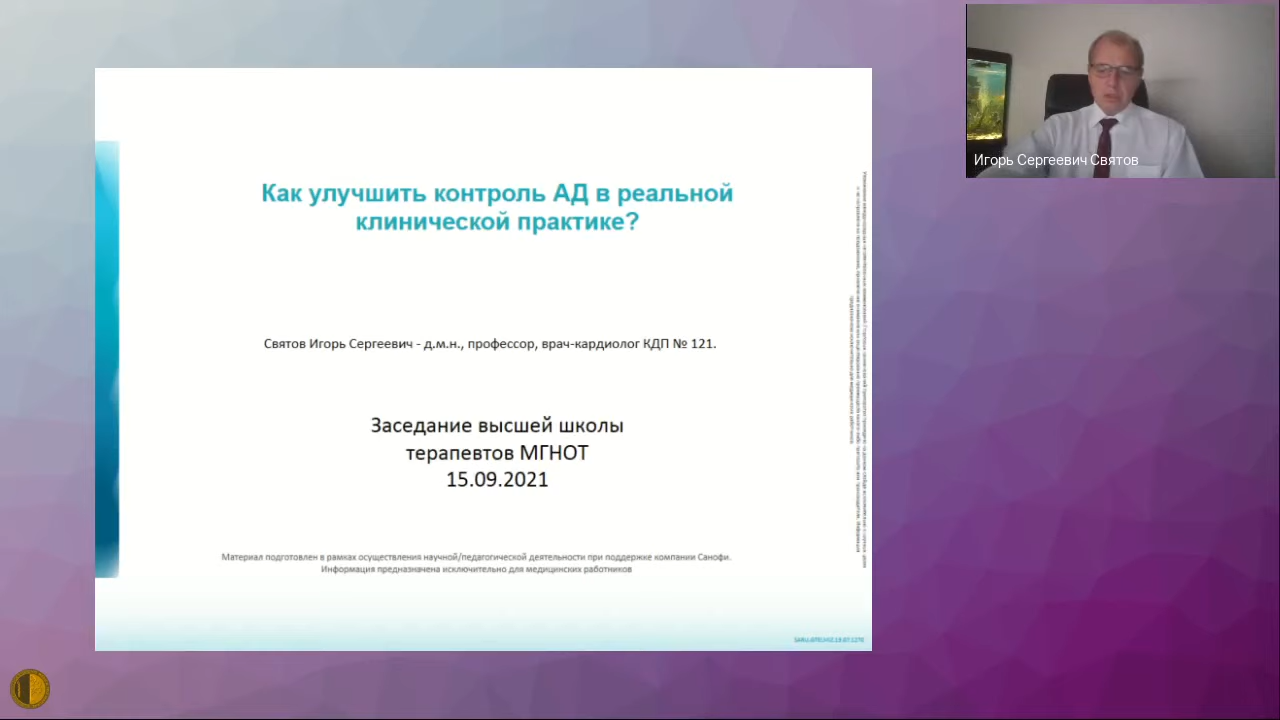 Как улучшить контроль АД в реальной
клинической практике?
Святов Игорь Сергеевич - д.м.н., профессор, врач-кардиолог КДП № 121.
Заседание высшей школы
терапевтов МГНОТ
15.09.2021
Материал подготовлен в рамках осуществления научной/педагогической деятельности при поддержке компании Санофи.
Информация предназначена исключительно для медицинских работников
Игорь Сергеевич Святов